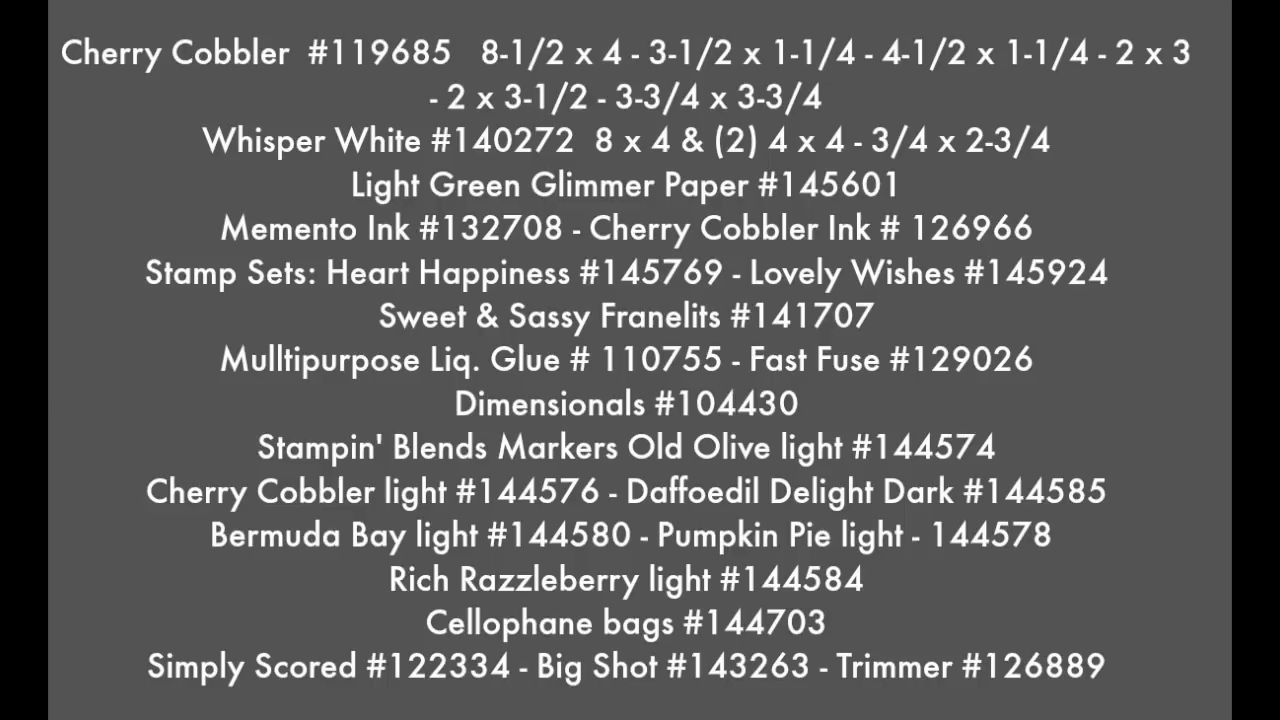 Cherry Cobbler  #119685   8-1/2 x 4 - 3-1/2 x 1-1/4 - 4-1/2 x 1-1/4 - 2 x 3
- 2 x 3-1/2 - 3-3/4 x 3-3/4
Whisper White #140272  8 x 4 & (2) 4 x 4 - 3/4 x 2-3/4
Light Green Glimmer Paper #145601
Memento Ink #132708 - Cherry Cobbler Ink # 126966
Stamp Sets: Heart Happiness #145769 - Lovely Wishes #145924
Sweet & Sassy Franelits #141707
Mulltipurpose Liq. Glue # 110755 - Fast Fuse #129026
Dimensionals #104430
Stampin' Blends Markers Old Olive light #144574
Cherry Cobbler light #144576 - Daffoedil Delight Dark #144585
Bermuda Bay light #144580 - Pumpkin Pie light - 144578
Rich Razzleberry light #144584
Cellophane bags #144703
Simply Scored #122334 - Big Shot #143263 - Trimmer #126889